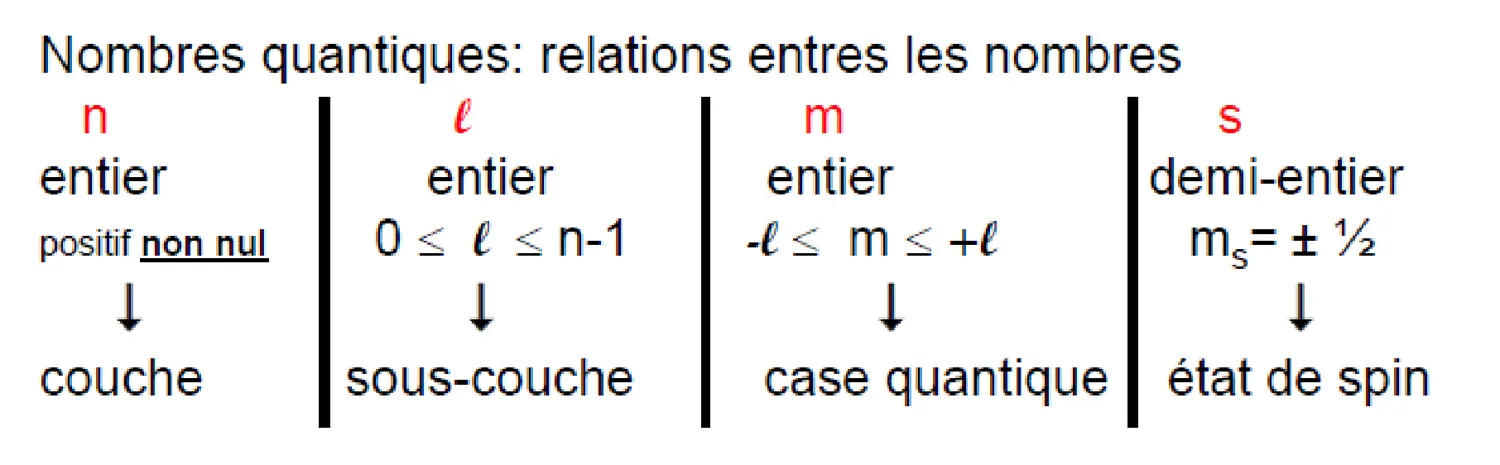 Nombres quantiques: relations entres les nombres
n ℓ m s
entier entier entier demi-entier
positif non nul 0 ≤ ℓ ≤ n-1 -ℓ ≤ m ≤ +ℓ ms= ± ½
↓ ↓ ↓ ↓
couche sous-couche case quantique état de spin